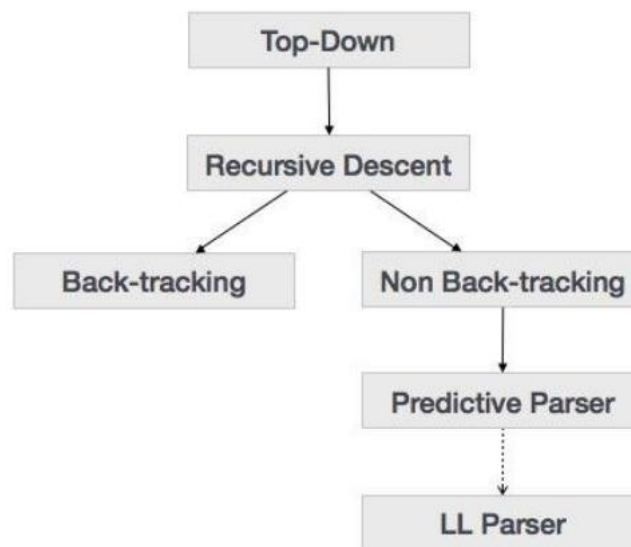 Top-Down
Recursive Descent
Back-tracking
Non Back-tracking
Predictive Parser
LL Parser